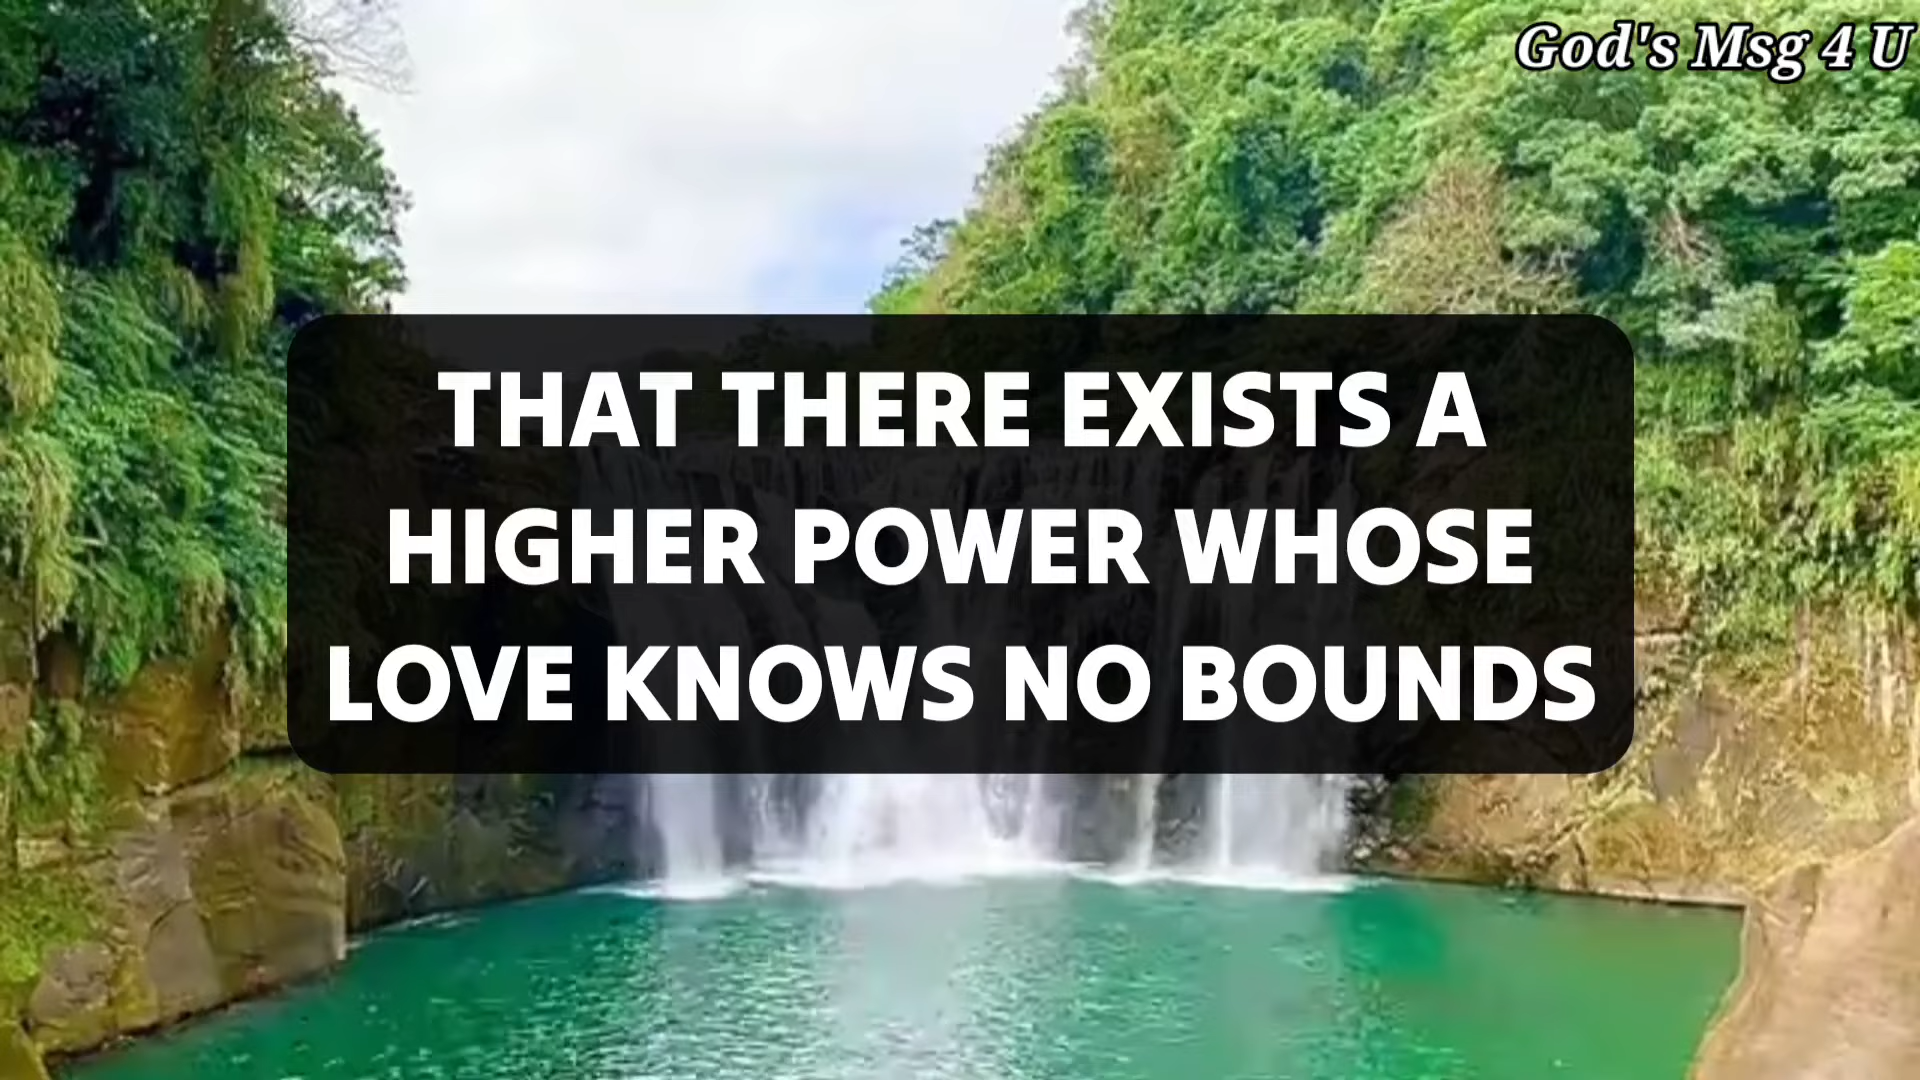 God's Msg 4 U
THAT THERE EXISTS A
HIGHER POWER WHOSE
LOVE KNOWS NO BOUNDS